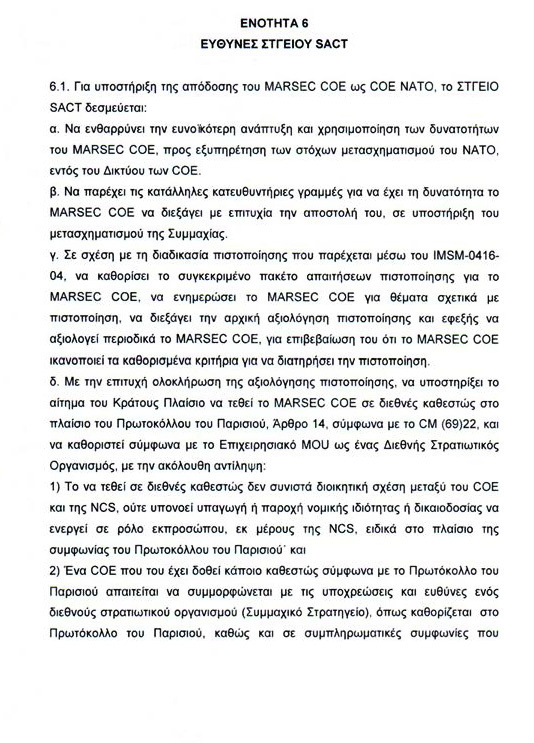 ΕΝΟΤΗΤΑ 6
ΕΥΘΥΝΕΣ ΣΤΓΕΙΟΥ SACT
6.1. Για υποστήριξη της απόδοσης του MARSEC COE ως COE NATO, το ΣΤΓΕΙΟ
SACT δεσμεύεται:
α. Να ενθαρρύνει την ευνοϊκότερη ανάπτυξη και χρησιμοποίηση των δυνατοτήτων
του MARSEC COE, προς εξυπηρέτηση των στόχων μετασχηματισμού του ΝΑΤΟ,
εντός του Δικτύου των COE.
β. Να παρέχει τις κατάλληλες κατευθυντήριες γραμμές για να έχει τη δυνατότητα το
MARSEC COE να διεξάγει με επιτυχία την αποστολή του, σε υποστήριξη του
μετασχηματισμού της Συμμαχίας.
γ. Σε σχέση με τη διαδικασία πιστοποίησης που παρέχεται μέσω του IMSM-0416-
04, να καθορίσει το συγκεκριμένο πακέτο απαιτήσεων πιστοποίησης για το
MARSEC COE, να ενημερώσει το MARSEC COE για θέματα σχετικά με
πιστοποίηση, να διεξάγει την αρχική αξιολόγηση πιστοποίησης και εφεξής να
αξιολογεί περιοδικά το MARSEC COE, για επιβεβαίωση του ότι το MARSEC COE
ικανοποιεί τα καθορισμένα κριτήρια για να διατηρήσει την πιστοποίηση.
δ. Με την επιτυχή ολοκλήρωση της αξιολόγησης πιστοποίησης, να υποστηρίξει το
αίτημα του Κράτους Πλαίσιο να τεθεί το MARSEC COE σε διεθνές καθεστώς στο
πλαίσιο του Πρωτοκόλλου του Παρισιού, Άρθρο 14, σύμφωνα με το CM (69)22, και
να καθοριστεί σύμφωνα με το Επιχειρησιακό MOU ως ένας Διεθνής Στρατιωτικός
Οργανισμός, με την ακόλουθη αντίληψη:
1) Το να τεθεί σε διεθνές καθεστώς δεν συνιστά διοικητική σχέση μεταξύ του COE
και της NCS, ούτε υπονοεί υπαγωγή ή παροχή νομικής ιδιότητας ή δικαιοδοσίας να
ενεργεί σε ρόλο εκπροσώπου, εκ μέρους της NCS, ειδικά στο πλαίσιο της
συμφωνίας του Πρωτοκόλλου του Παρισιού˙ και
2) Ένα COE που του έχει δοθεί κάποιο καθεστώς σύμφωνα με το Πρωτόκολλο του
Παρισιού απαιτείται να συμμορφώνεται με τις υποχρεώσεις και ευθύνες ενός
διεθνούς στρατιωτικού οργανισμού (Συμμαχικό Στρατηγείο), όπως καθορίζεται στο
Πρωτόκολλο του Παρισιού, καθώς και σε συμπληρωματικές συμφωνίες που